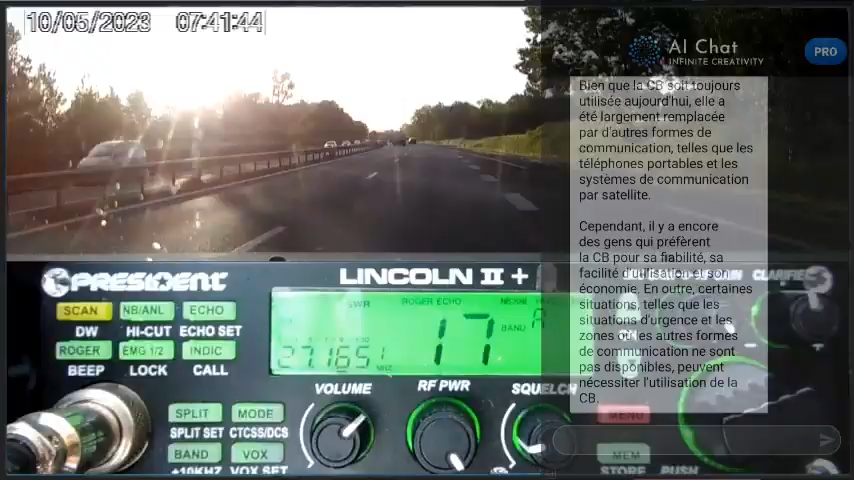 10/05/2023 07:41:44
AI Chat
INFINITE CREATIVITY
PRO
Bien que la CB soit toujours
utilisée aujourd'hui, elle a
été largement remplacée
par d'autres formes de
communication, telles que les
téléphones portables et les
systèmes de communication
par satellite.
Cependant, il y a encore
des gens qui préfèrent
la CB pour sa fiabilité, sa
facilité d'utilisation et son
économie. En outre, certaines
situations, telles que les
situations d'urgence et les
zones où les autres formes
de communication ne sont
pas disponibles, peuvent
nécessiter l'utilisation de la
CB.
PRESIDENT
LINCOLN II +
CLARIFIER
SCAN NB/ANL ECHO
DW HI-CUT ECHO SET
ROGER EMG 1/2 INDIC
BEEP LOCK CALL
SWR ROGER ECHO
BAND A
17
27.1651
VOLUME RF PWR SQUELCH
SPLIT MODE
SPLIT SET CTCSS/DCS
BAND VOX
+10KHZ VOX SET
MENU
MEM
STORE PUSH